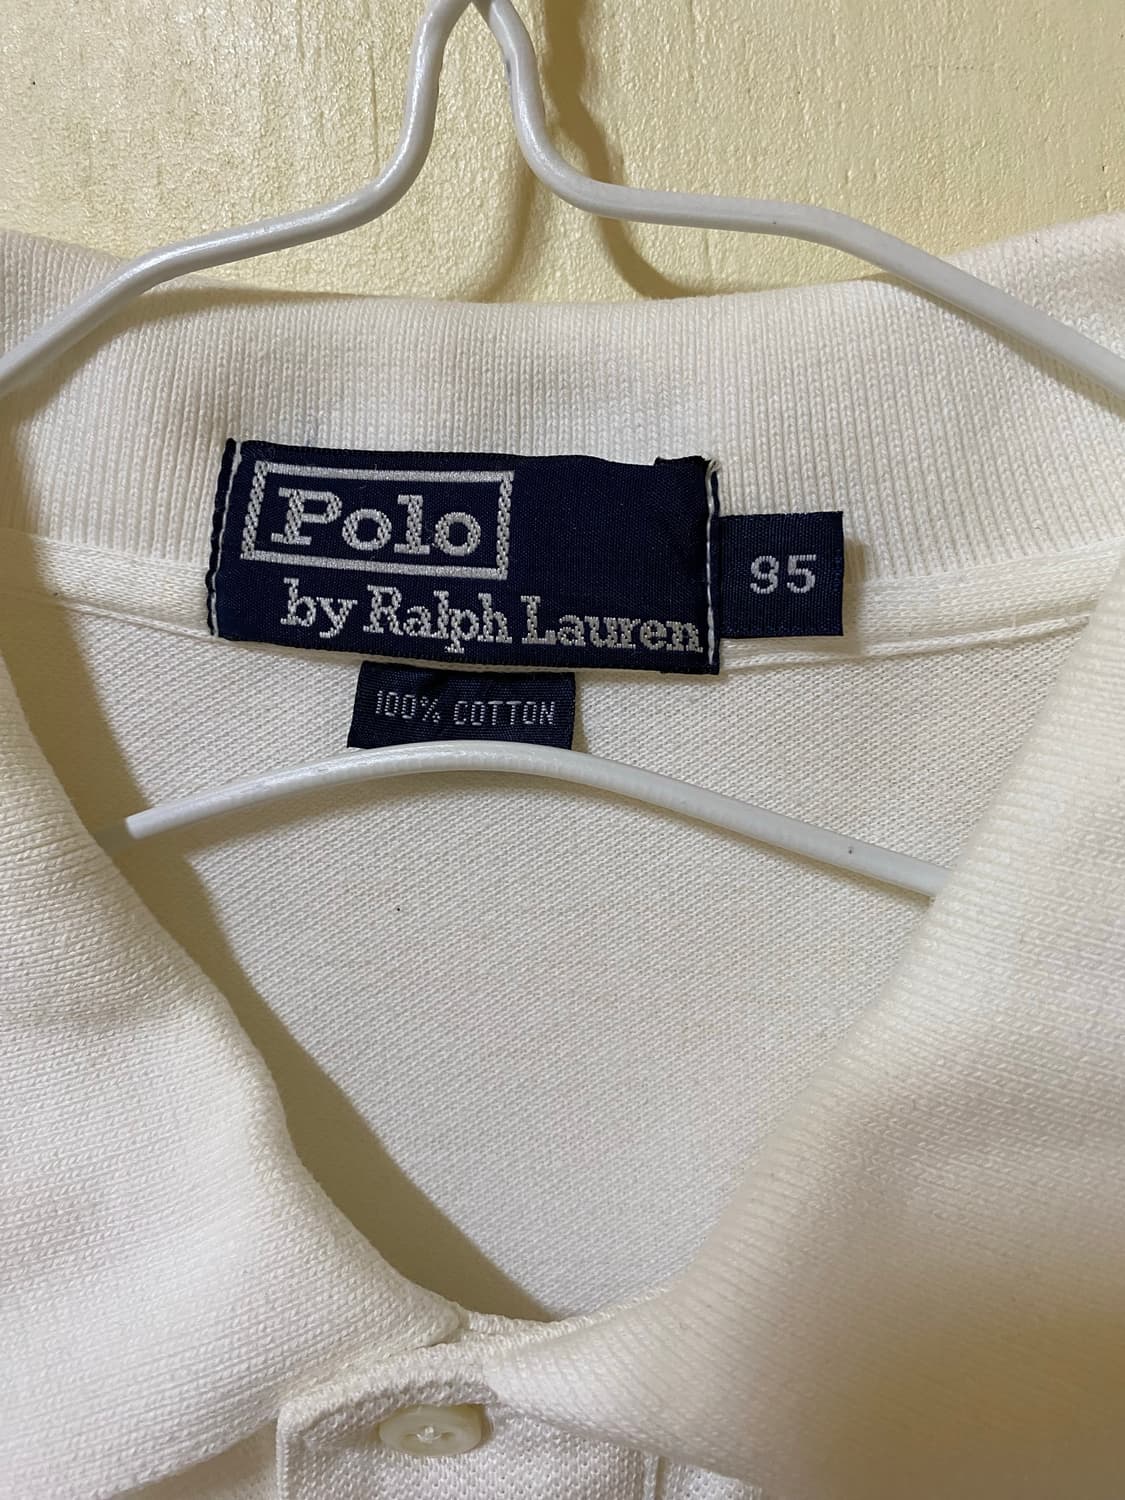 Polo
by Ralph Lauren
95
100% COTTON